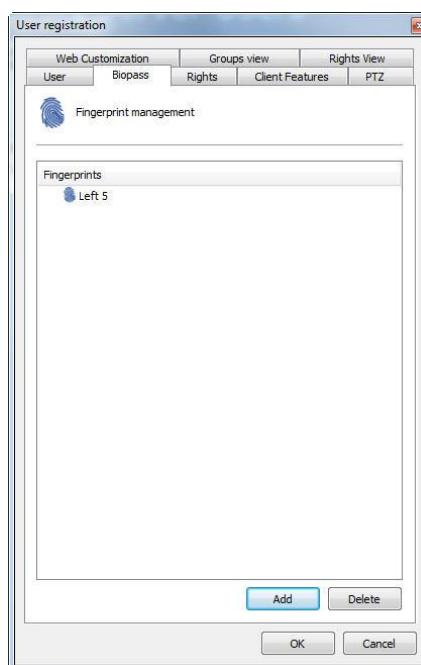 User registration
Web Customization Groups view Rights View
User Biopass Rights Client Features PTZ
Fingerprint management
Fingerprints
Left 5
Add Delete
OK Cancel